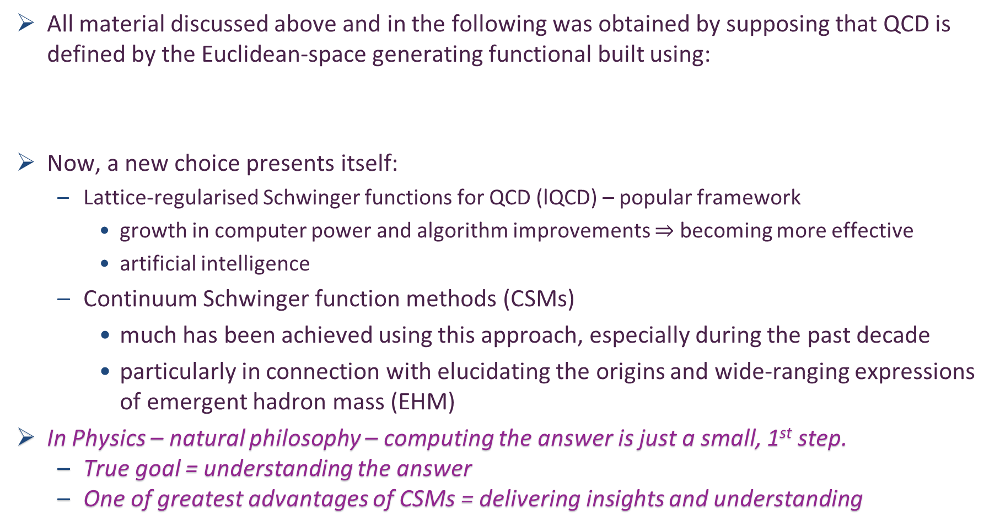 ➢ All material discussed above and in the following was obtained by supposing that QCD is
defined by the Euclidean-space generating functional built using:
➢ Now, a new choice presents itself:
– Lattice-regularised Schwinger functions for QCD (lQCD) – popular framework
• growth in computer power and algorithm improvements ⇒ becoming more effective
• artificial intelligence
– Continuum Schwinger function methods (CSMs)
• much has been achieved using this approach, especially during the past decade
• particularly in connection with elucidating the origins and wide-ranging expressions
of emergent hadron mass (EHM)
➢ In Physics – natural philosophy – computing the answer is just a small, 1st step.
– True goal = understanding the answer
– One of greatest advantages of CSMs = delivering insights and understanding